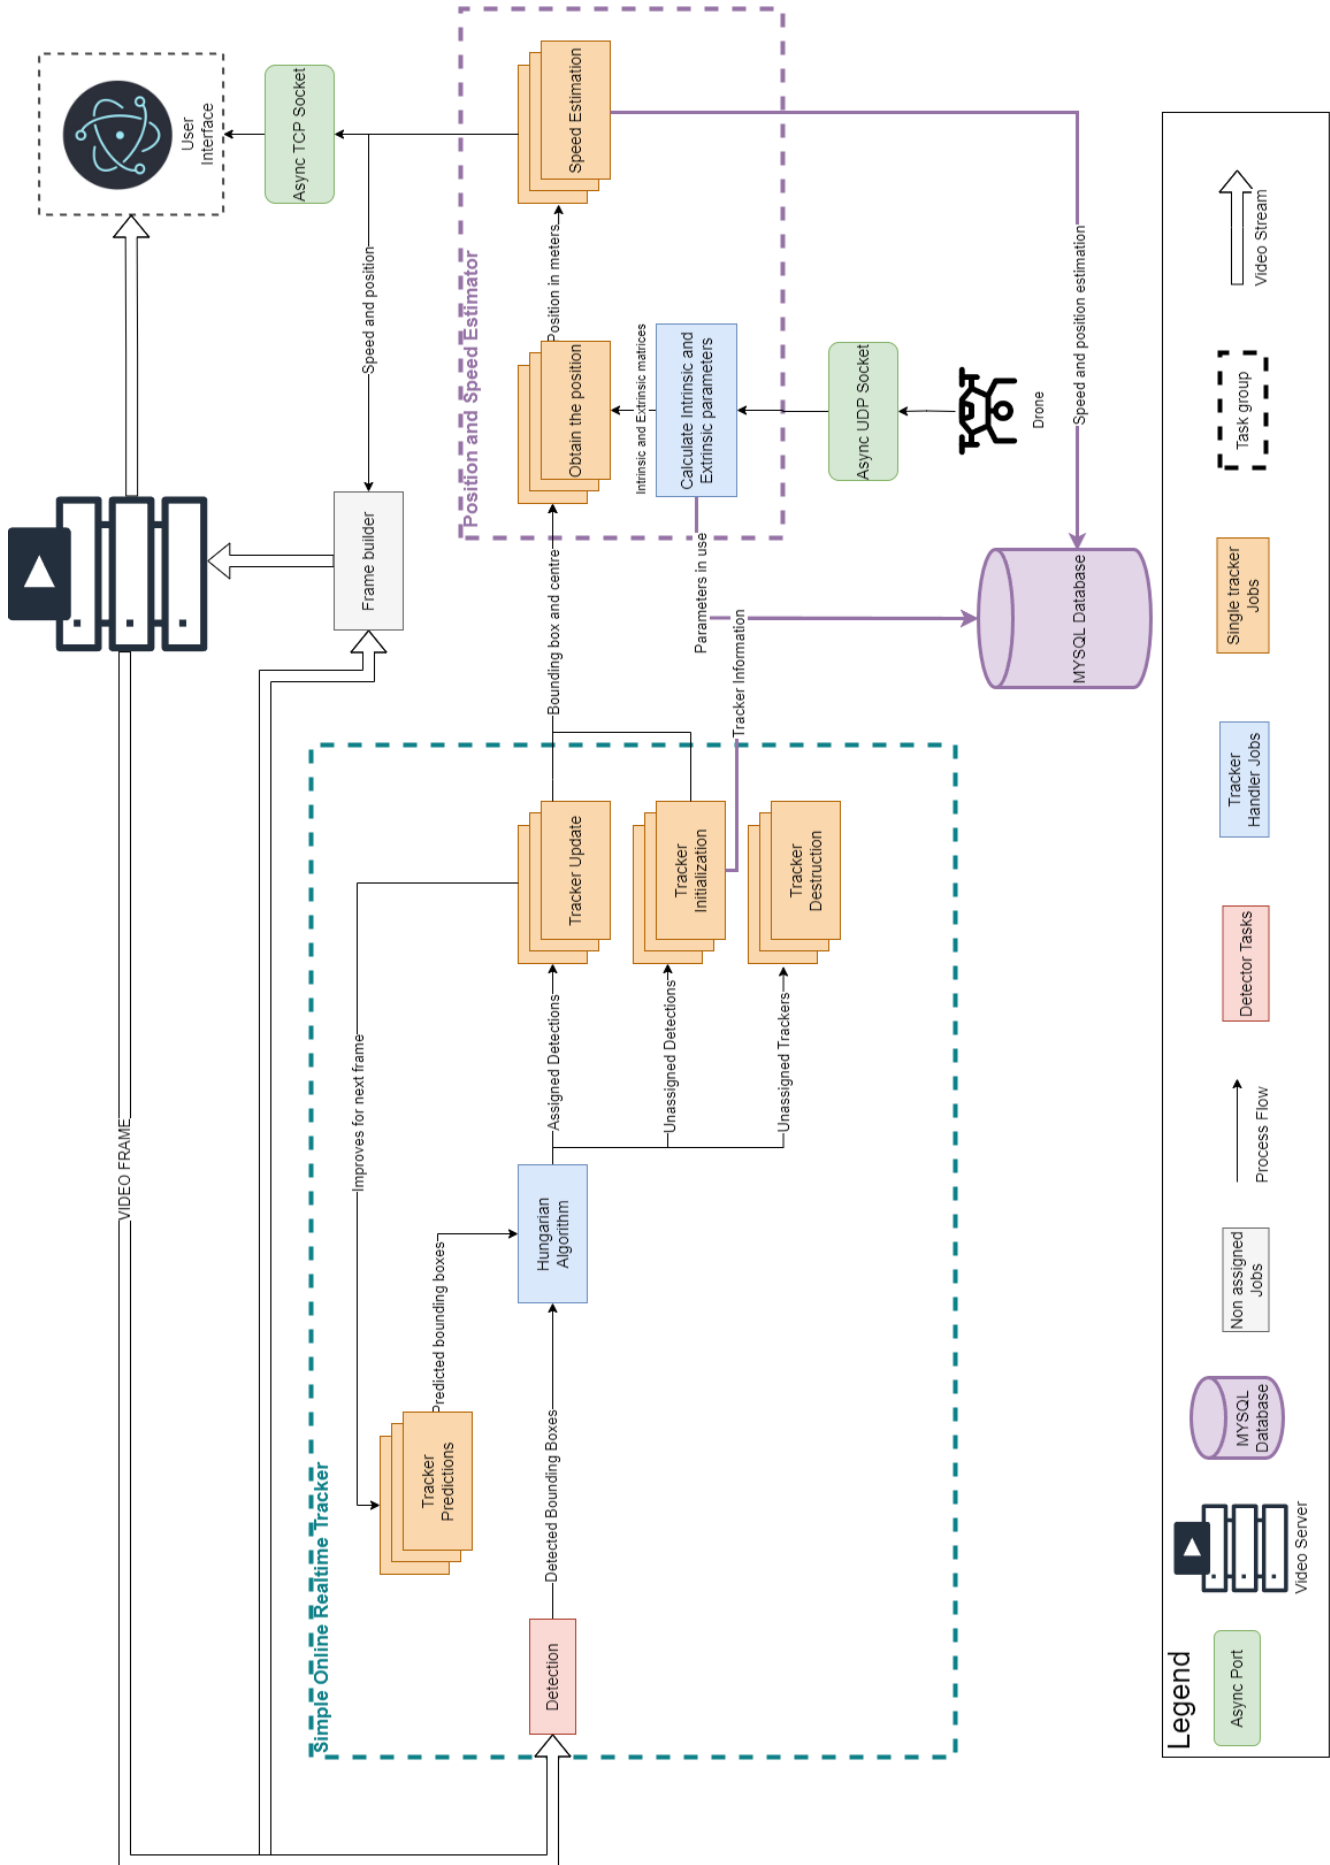 VIDEO FRAME
User
Interface
Async TCP Socket
Speed and position
Frame builder
Simple Online Realtime Tracker
Detection
Detected Bounding Boxes
Tracker
Predictions
Predicted bounding boxes
Improves for next frame
Hungarian
Algorithm
Assigned Detections
Unassigned Detections
Unassigned Trackers
Tracker Update
Tracker
Initialization
Tracker
Destruction
Bounding box and centre
Tracker Information
Parameters in use
Position and Speed Estimator
Obtain the position
Position in meters
Speed Estimation
Intrinsic and Extrinsic matrices
Calculate Intrinsic and
Extrinsic parameters
Async UDP Socket
Drone
Speed and position estimation
MYSQL Database
Legend
Async Port
Video Server
MYSQL
Database
Non assigned
Jobs
Process Flow
Detector Tasks
Tracker
Handler Jobs
Single tracker
Jobs
Task group
Video Stream